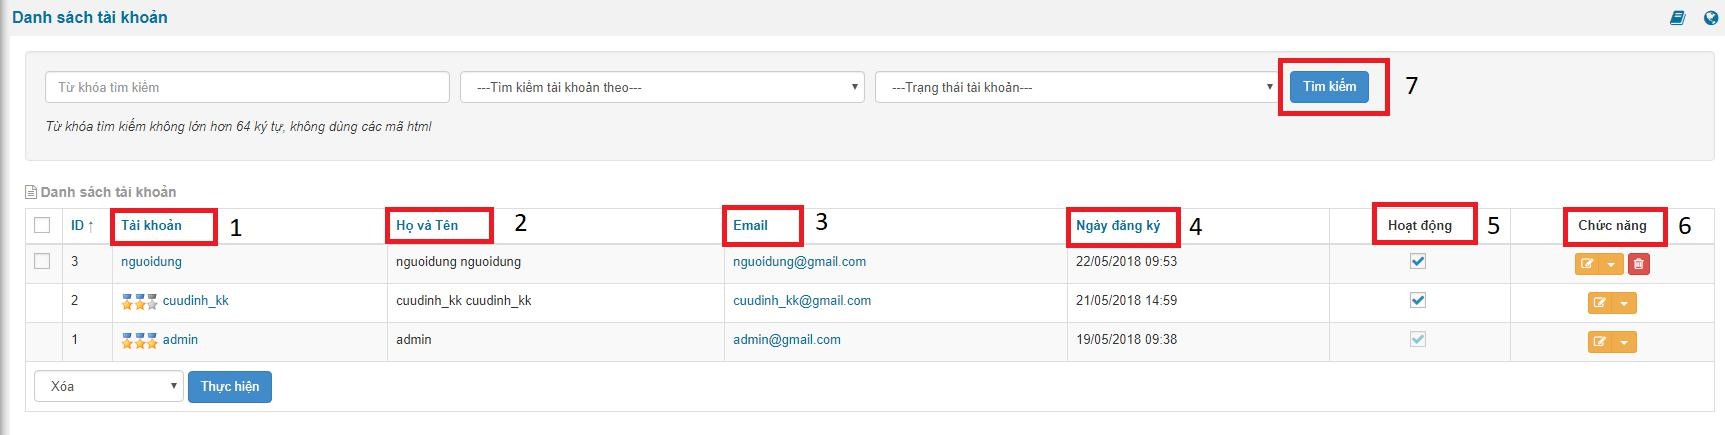 Danh sách tài khoản
Từ khóa tìm kiếm ---Tìm kiếm tài khoản theo--- ---Trạng thái tài khoản--- Tìm kiếm 7
Từ khóa tìm kiếm không lớn hơn 64 ký tự, không dùng các mã html
Danh sách tài khoản
ID ↑ Tài khoản 1 Họ và Tên 2 Email 3 Ngày đăng ký 4 Hoạt động 5 Chức năng 6
3 nguoidung nguoidung nguoidung nguoidung@gmail.com 22/05/2018 09:53
2 cuudinh_kk cuudinh_kk cuudinh_kk cuudinh_kk@gmail.com 21/05/2018 14:59
1 admin admin admin@gmail.com 19/05/2018 09:38
Xóa Thực hiện